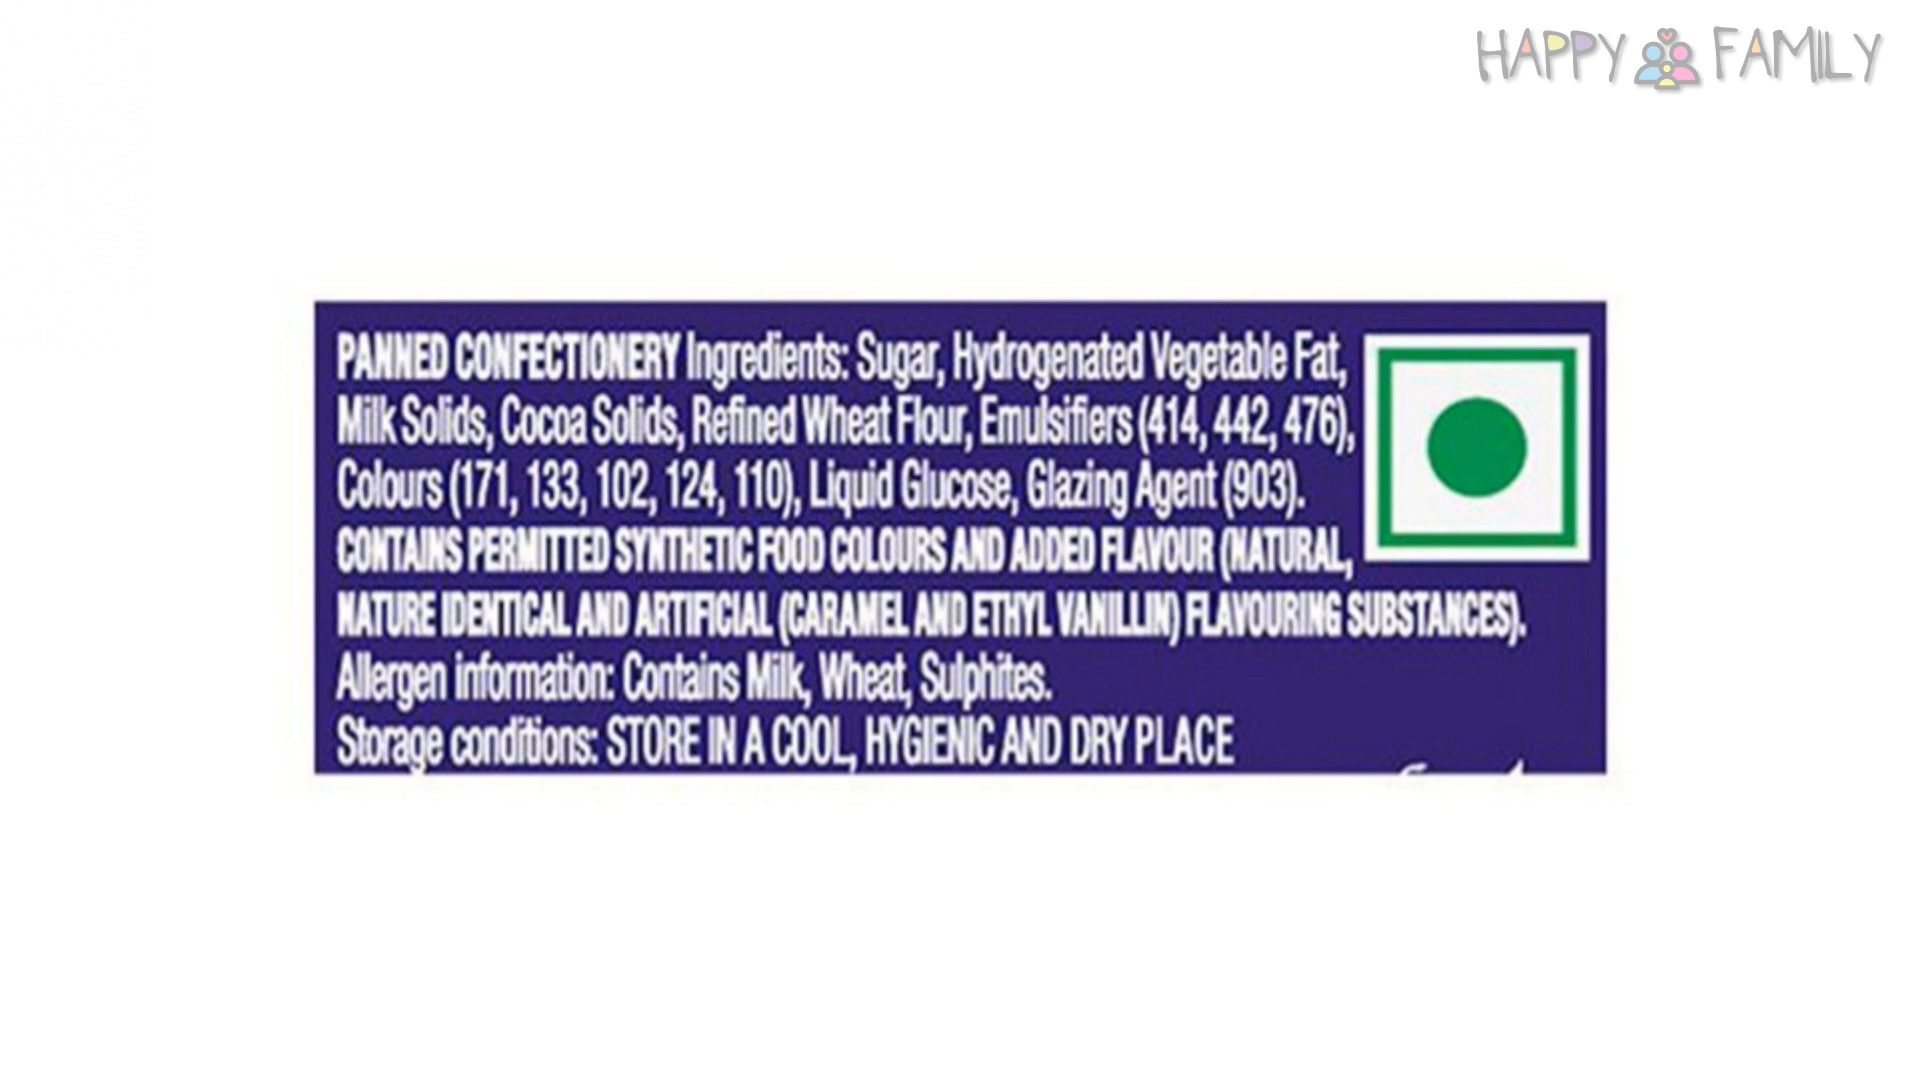 HAPPY FAMILY
PANNED CONFECTIONERY Ingredients: Sugar, Hydrogenated Vegetable Fat,
Milk Solids, Cocoa Solids, Refined Wheat Flour, Emulsifiers (414, 442, 476),
Colours (171, 133, 102, 124, 110), Liquid Glucose, Glazing Agent (903).
CONTAINS PERMITTED SYNTHETIC FOOD COLOURS AND ADDED FLAVOUR (NATURAL,
NATURE IDENTICAL AND ARTIFICIAL (CARAMEL AND ETHYL VANILLIN) FLAVOURING SUBSTANCES).
Allergen information: Contains Milk, Wheat, Sulphites.
Storage conditions: STORE IN A COOL, HYGIENIC AND DRY PLACE